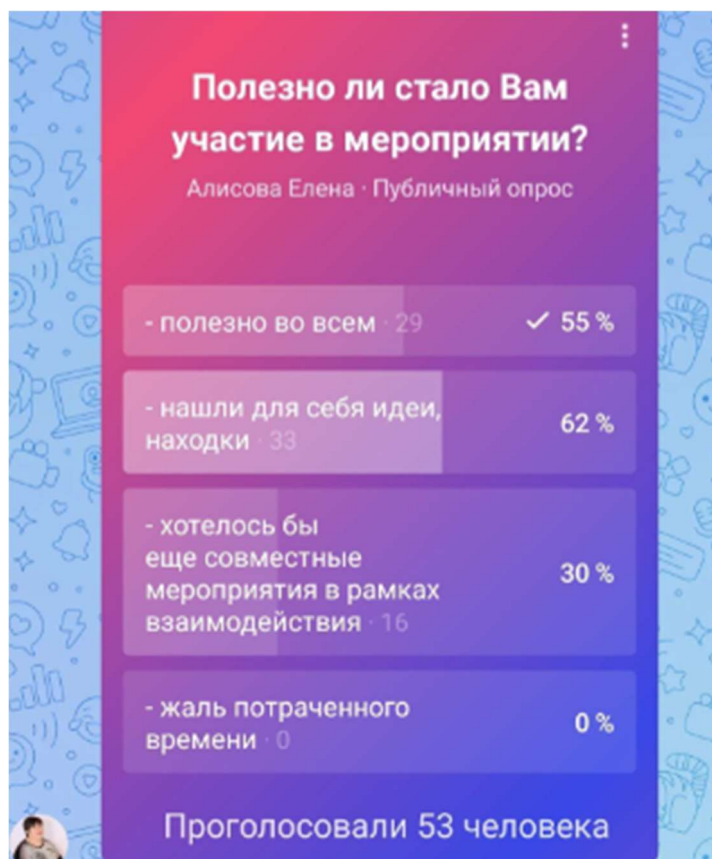 Полезно ли стало Вам
участие в мероприятии?
Алисова Елена · Публичный опрос
- полезно во всем · 29
55 %
- нашли для себя идеи,
находки · 33
62 %
- хотелось бы
еще совместные
мероприятия в рамках
взаимодействия · 16
30 %
- жаль потраченного
времени · 0
0 %
Проголосовали 53 человека